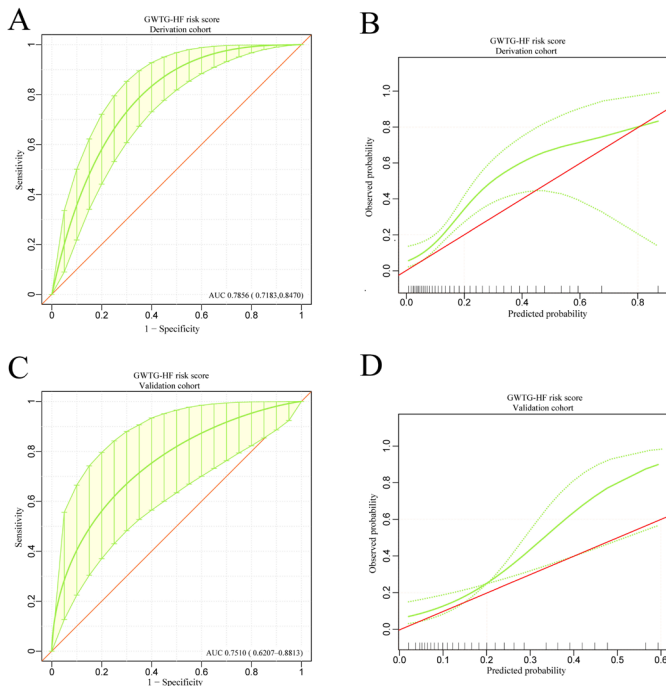 A
GWTG-HF risk score
Derivation cohort
Sensitivity
1
0.8
0.6
0.4
0.2
0
AUC 0.7856 ( 0.7183,0.8470)
0 0.2 0.4 0.6 0.8 1
1 − Specificity
B
GWTG-HF risk score
Derivation cohort
Observed probability
1.0
0.8
0.6
0.4
0.2
0.0
0.0 0.2 0.4 0.6 0.8
Predicted probability
C
GWTG-HF risk score
Validation cohort
Sensitivity
1
0.8
0.6
0.4
0.2
0
AUC 0.7510 ( 0.6207–0.8813)
0 0.2 0.4 0.6 0.8 1
1 − Specificity
D
GWTG-HF risk score
Validation cohort
Observed probability
1.0
0.8
0.6
0.4
0.2
0.0
0.0 0.1 0.2 0.3 0.4 0.5 0.6
Predicted probability